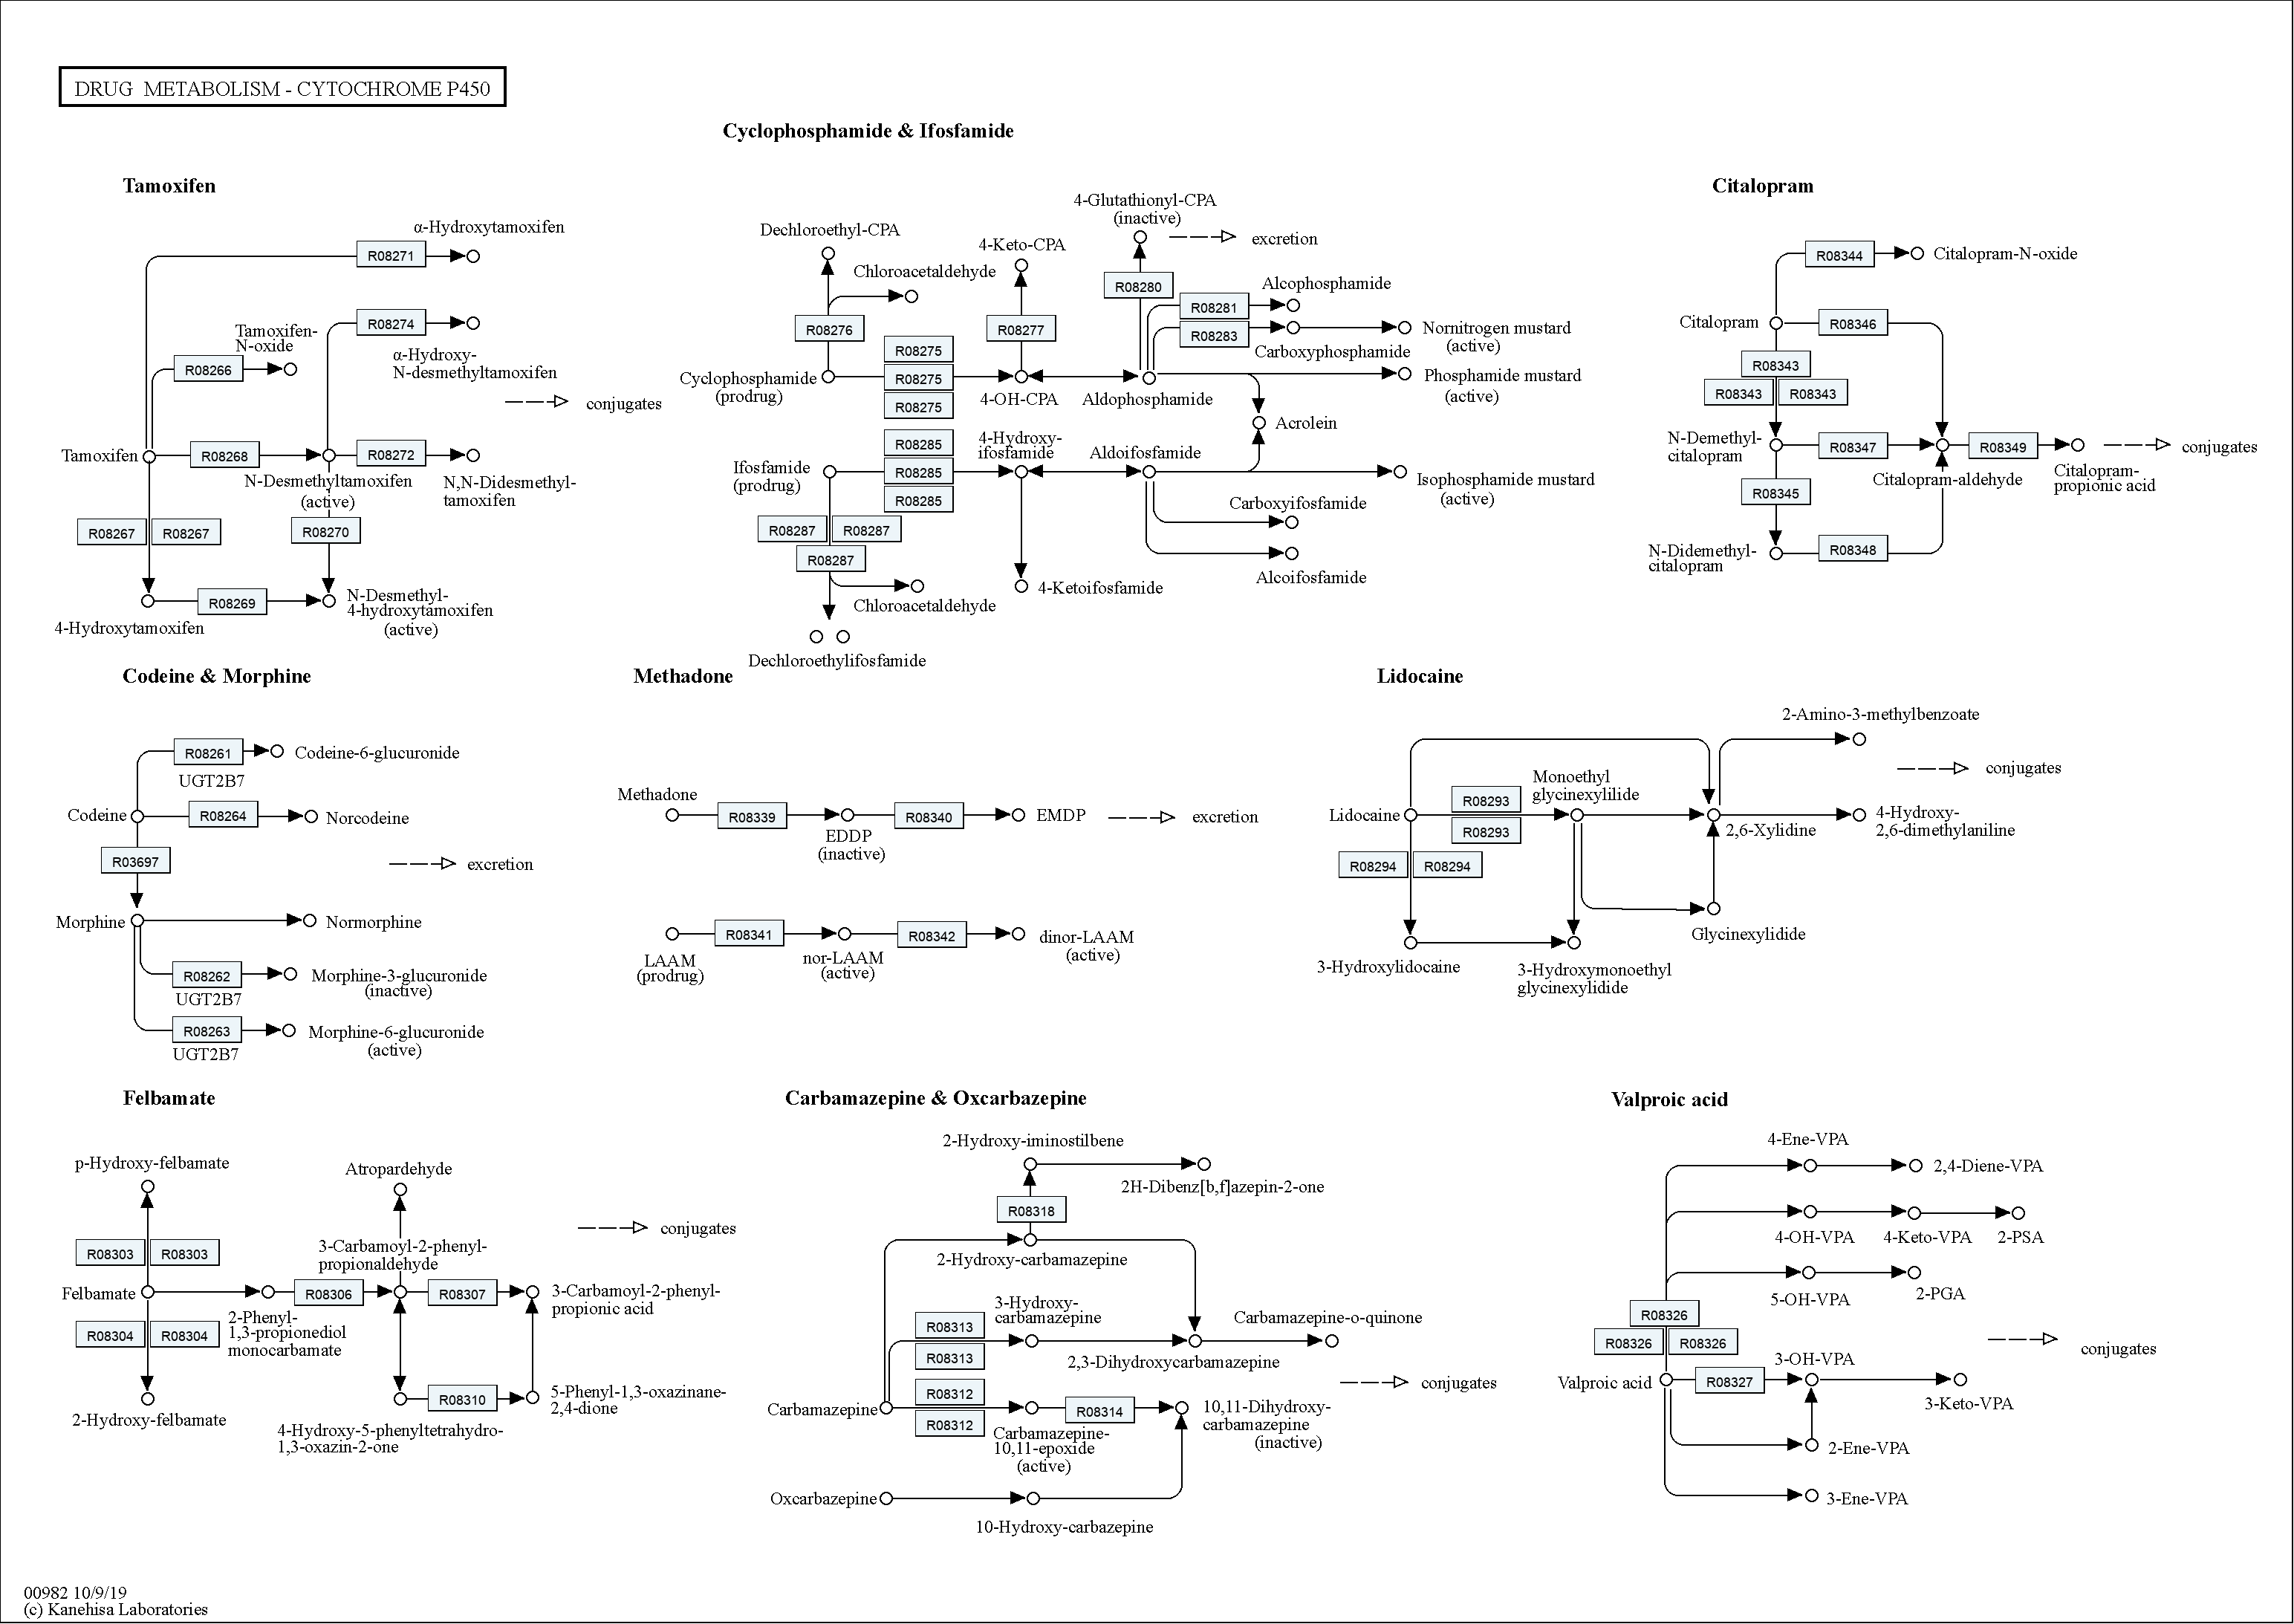 DRUG METABOLISM - CYTOCHROME P450
Cyclophosphamide & Ifosfamide
Tamoxifen
α-Hydroxytamoxifen
R08271
R08274
Tamoxifen-
N-oxide
R08266
α-Hydroxy-
N-desmethyltamoxifen
conjugates
Tamoxifen
R08268
R08272
N-Desmethyltamoxifen
(active)
N,N-Didesmethyl-
tamoxifen
R08267
R08267
R08270
R08269
N-Desmethyl-
4-hydroxytamoxifen
(active)
4-Hydroxytamoxifen
4-Glutathionyl-CPA
(inactive)
excretion
Dechloroethyl-CPA
4-Keto-CPA
Chloroacetaldehyde
R08280
Alcophosphamide
R08281
R08276
R08277
R08283
Nornitrogen mustard
(active)
Carboxyphosphamide
R08275
R08275
R08275
Cyclophosphamide
(prodrug)
4-OH-CPA
Aldophosphamide
Phosphamide mustard
(active)
Acrolein
R08285
R08285
R08285
4-Hydroxy-
ifosfamide
Aldoifosfamide
Ifosfamide
(prodrug)
Isophosphamide mustard
(active)
Carboxyifosfamide
R08287
R08287
R08287
Alcoifosfamide
4-Ketoifosfamide
Chloroacetaldehyde
Dechloroethylifosfamide
Citalopram
R08344
Citalopram-N-oxide
Citalopram
R08346
R08343
R08343
R08343
N-Demethyl-
citalopram
R08347
R08349
Citalopram-aldehyde
Citalopram-
propionic acid
conjugates
R08345
N-Didemethyl-
citalopram
R08348
Codeine & Morphine
R08261
UGT2B7
Codeine-6-glucuronide
Codeine
R08264
Norcodeine
R03697
excretion
Morphine
Normorphine
R08262
UGT2B7
Morphine-3-glucuronide
(inactive)
R08263
UGT2B7
Morphine-6-glucuronide
(active)
Methadone
Methadone
R08339
EDDP
(inactive)
R08340
EMDP
excretion
LAAM
(prodrug)
R08341
nor-LAAM
(active)
R08342
dinor-LAAM
(active)
Lidocaine
2-Amino-3-methylbenzoate
conjugates
Monoethyl
glycinexylilide
Lidocaine
R08293
R08293
2,6-Xylidine
4-Hydroxy-
2,6-dimethylaniline
R08294
R08294
Glycinexylidide
3-Hydroxylidocaine
3-Hydroxymonoethyl
glycinexylidide
Felbamate
p-Hydroxy-felbamate
Atropardehyde
conjugates
R08303
R08303
3-Carbamoyl-2-phenyl-
propionaldehyde
Felbamate
R08306
R08307
3-Carbamoyl-2-phenyl-
propionic acid
2-Phenyl-
1,3-propionediol
monocarbamate
R08304
R08304
R08310
5-Phenyl-1,3-oxazinane-
2,4-dione
2-Hydroxy-felbamate
4-Hydroxy-5-phenyltetrahydro-
1,3-oxazin-2-one
Carbamazepine & Oxcarbazepine
2-Hydroxy-iminostilbene
2H-Dibenz[b,f]azepin-2-one
R08318
2-Hydroxy-carbamazepine
3-Hydroxy-
carbamazepine
R08313
R08313
Carbamazepine-o-quinone
2,3-Dihydroxycarbamazepine
conjugates
Carbamazepine
R08312
R08312
R08314
Carbamazepine-
10,11-epoxide
(active)
10,11-Dihydroxy-
carbamazepine
(inactive)
Oxcarbazepine
10-Hydroxy-carbazepine
Valproic acid
4-Ene-VPA
2,4-Diene-VPA
4-OH-VPA
4-Keto-VPA
2-PSA
5-OH-VPA
2-PGA
R08326
R08326
R08326
conjugates
Valproic acid
R08327
3-OH-VPA
3-Keto-VPA
2-Ene-VPA
3-Ene-VPA
00982 10/9/19
(c) Kanehisa Laboratories